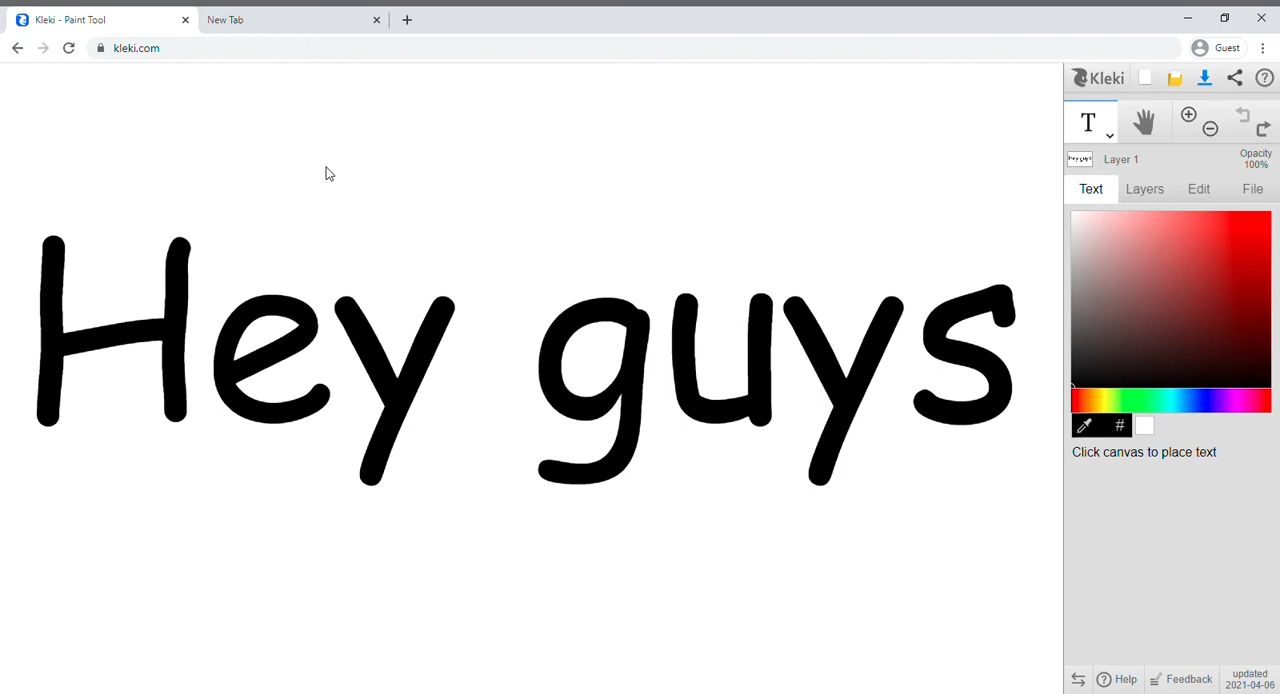 Kleki - Paint Tool
New Tab
kleki.com
Guest
Kleki
T
Layer 1
Opacity
100%
Text Layers Edit File
#
Click canvas to place text
Hey guys
Help
Feedback
updated
2021-04-06